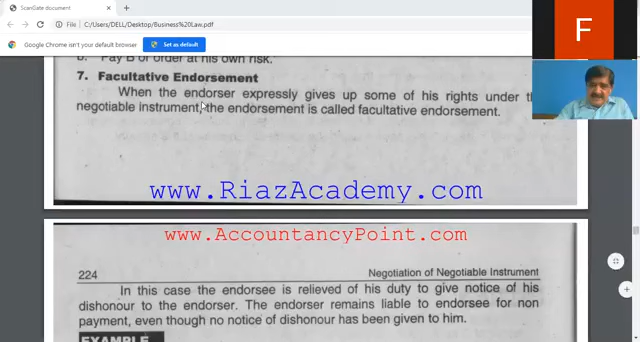 ScanGate document
C:/Users/DELL/Desktop/Business%20Law.pdf
Google Chrome isn't your default browser
Set as default
F
b. Pay B or order at his own risk.
7. Facultative Endorsement
When the endorser expressly gives up some of his rights under
negotiable instrument, the endorsement is called facultative endorsement.
www.RiazAcademy.com
www.AccountancyPoint.com
224
Negotiation of Negotiable Instrument
In this case the endorsee is relieved of his duty to give notice of his
dishonour to the endorser. The endorser remains liable to endorsee for non
payment, even though no notice of dishonour has been given to him.
EXAMPLE